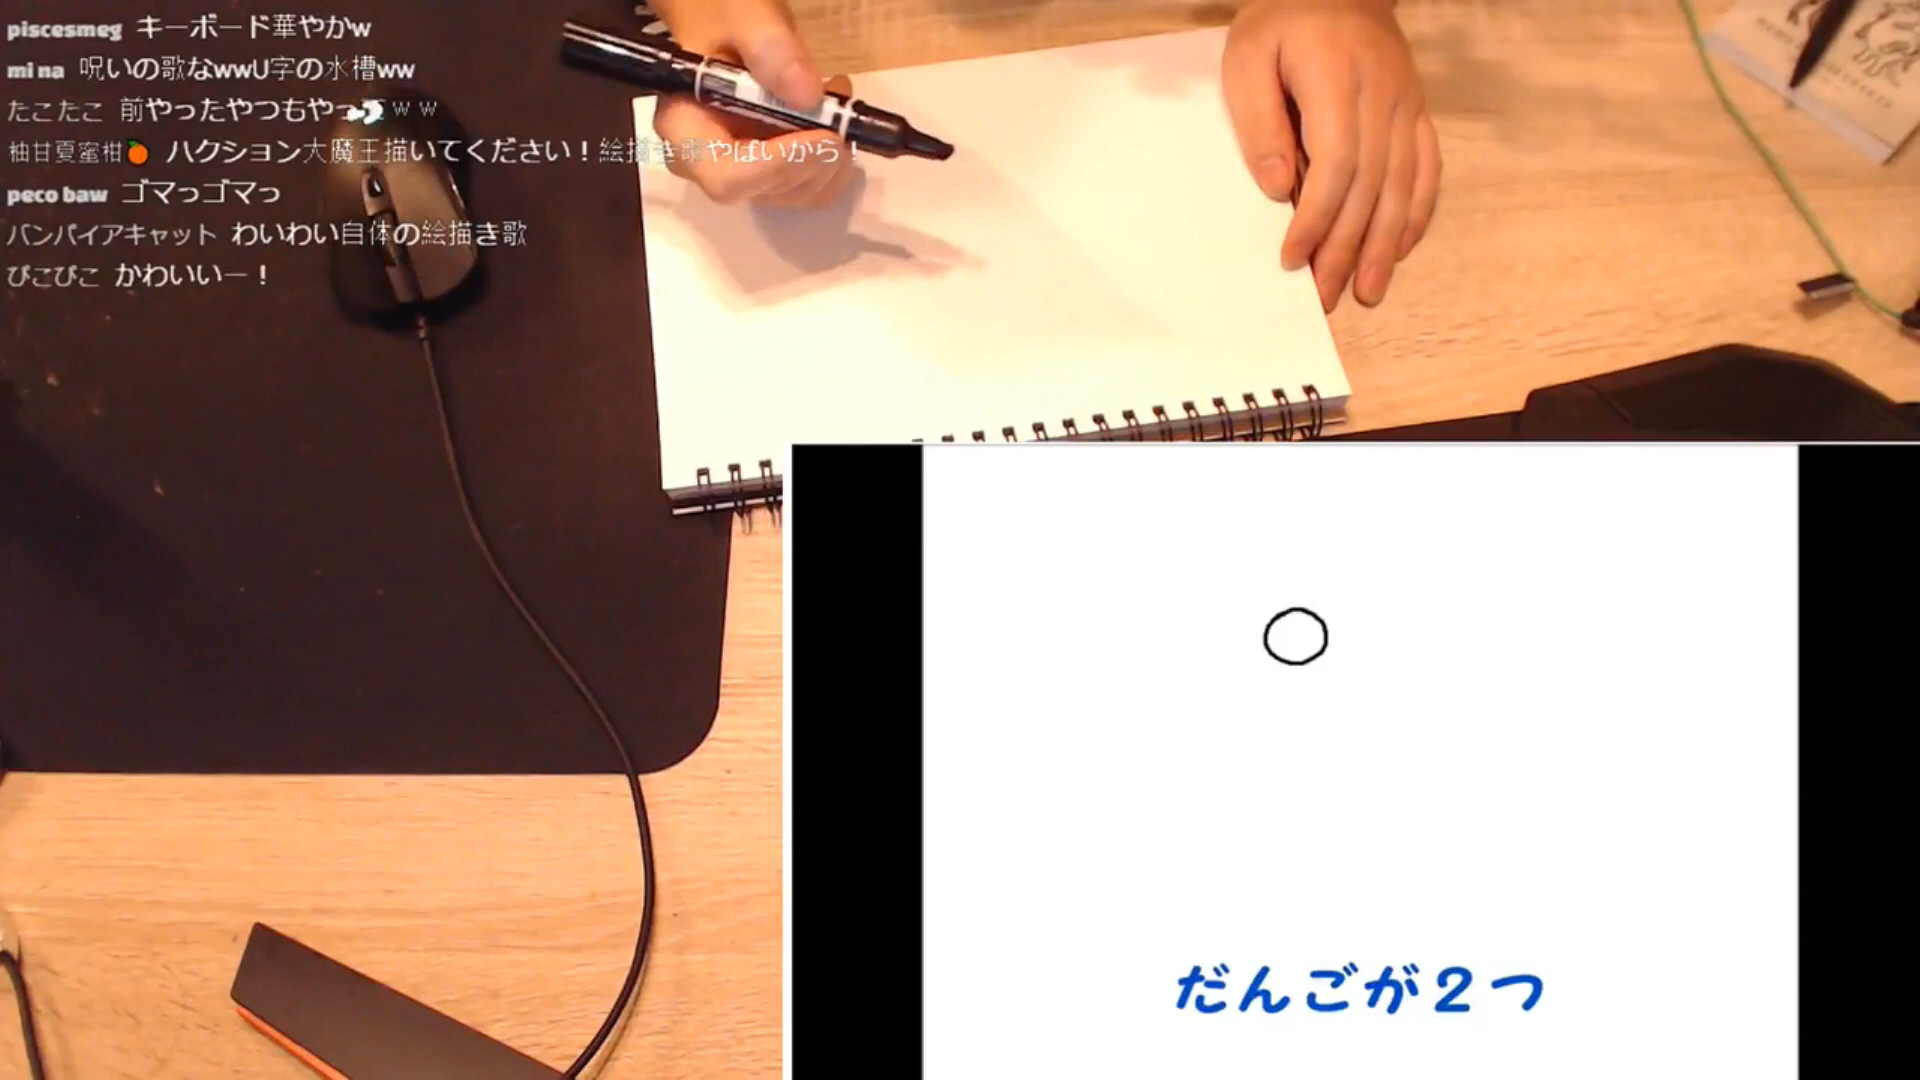 piscesmeg キーボード華やかw
mina 呪いの歌なwwU字の水槽ww
たこたこ 前やったやつもやっ ｗｗ
柚甘夏蜜柑🍊 ハクション大魔王描いてください！絵描き歌やばいから！
peco baw ゴマっゴマっ
バンパイアキャット わいわい自体の絵描き歌
ぴこぴこ かわいいー！
だんごが２つ